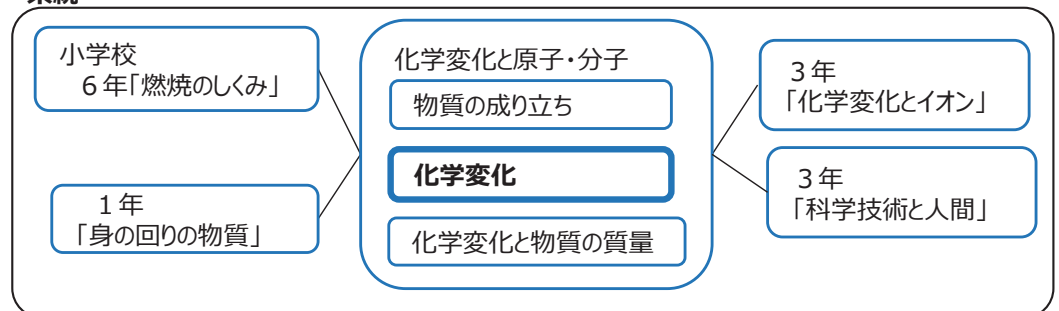 小学校
６年「燃焼のしくみ」
１年
「身の回りの物質」
化学変化と原子・分子
物質の成り立ち
化学変化
化学変化と物質の質量
３年
「化学変化とイオン」
３年
「科学技術と人間」